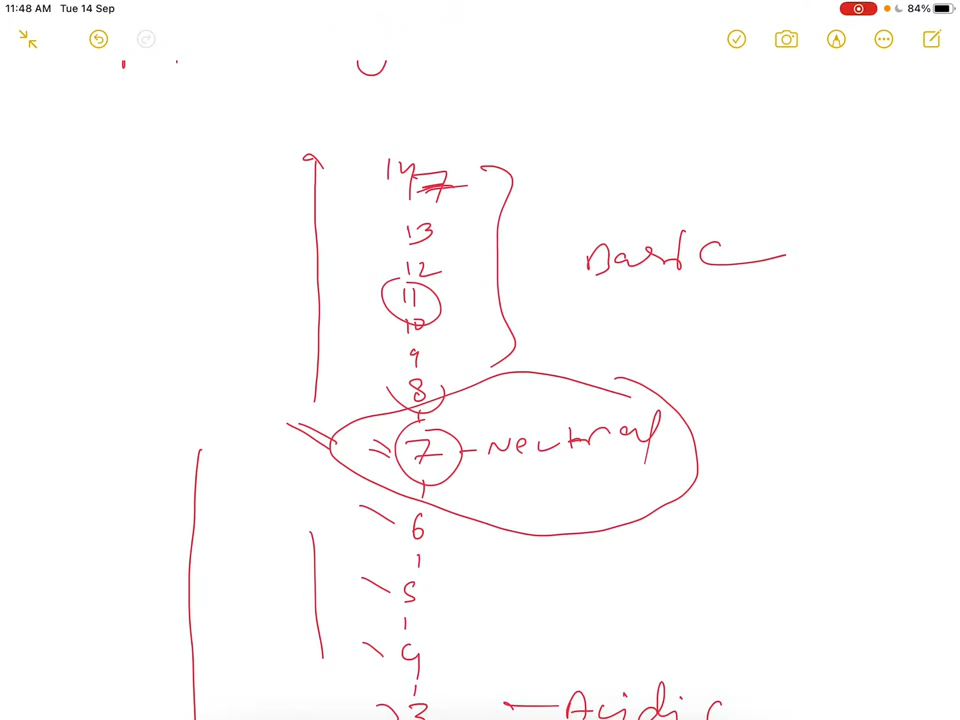 11:48 AM Tue 14 Sep 84%
14 7
13
12
11
10
9
8
7 - Neutral
6
5
4
3 - Acidic
Basic